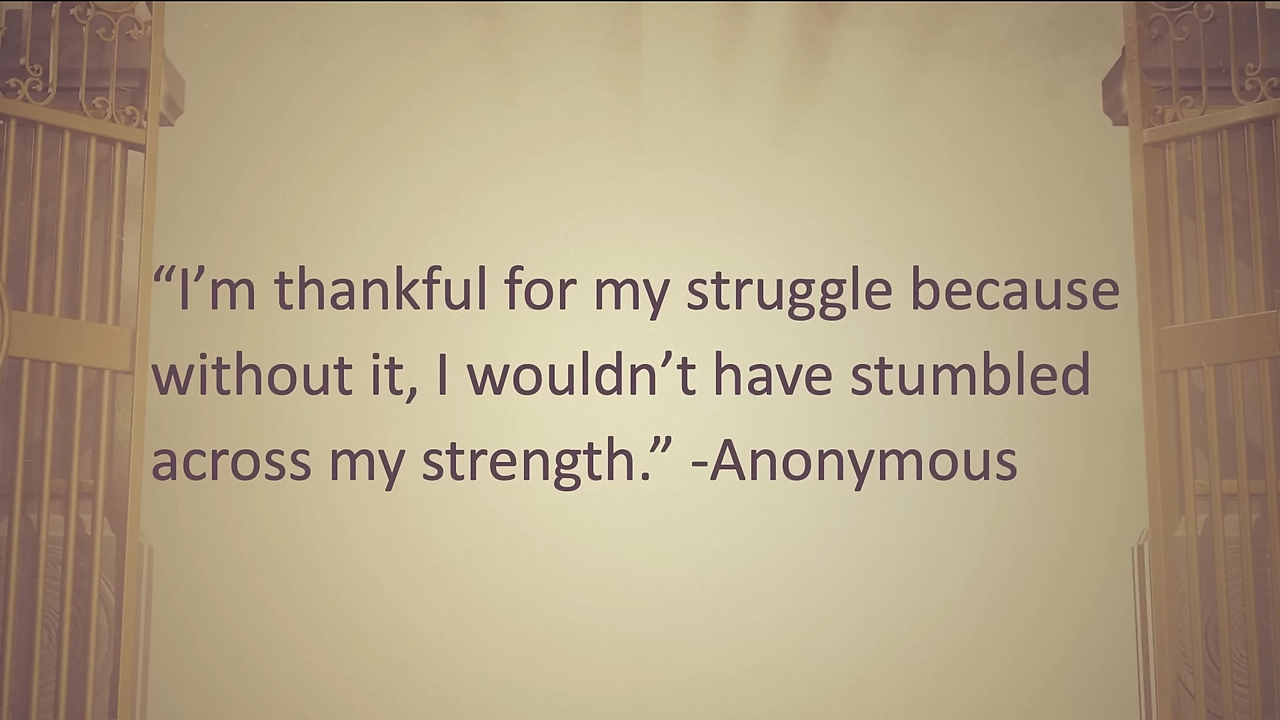 “I’m thankful for my struggle because
without it, I wouldn’t have stumbled
across my strength.” -Anonymous